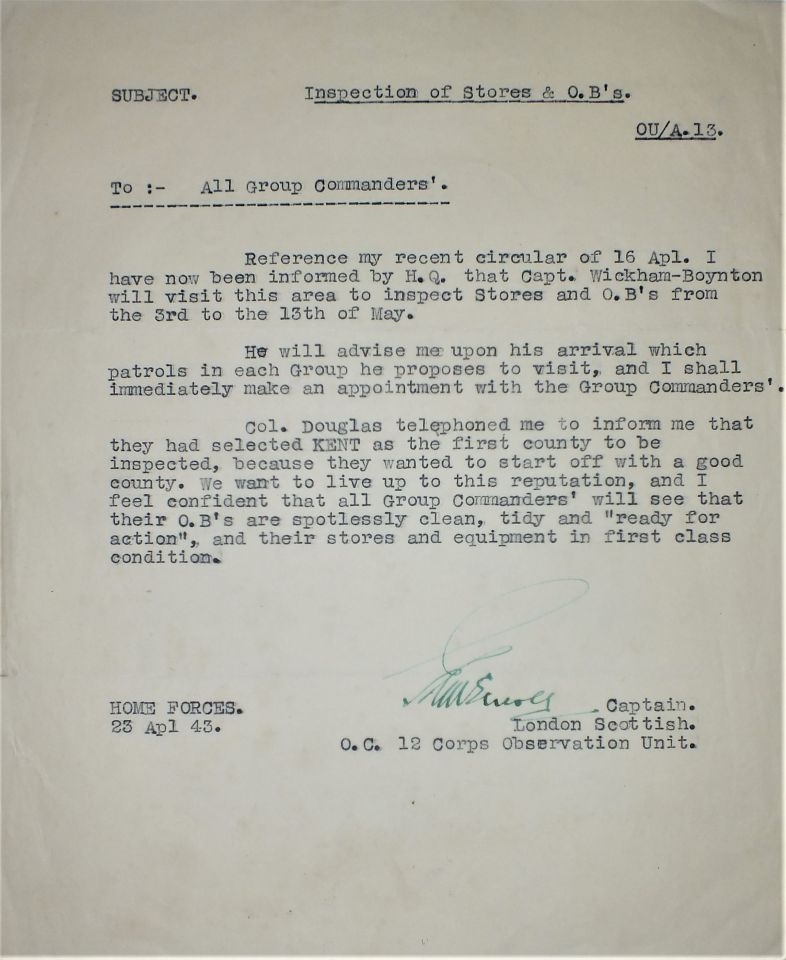 SUBJECT. Inspection of Stores & O.B's.
OU/A.13.
To :- All Group Commanders'.
Reference my recent circular of 16 Apl. I
have now been informed by H.Q. that Capt. Wickham-Boynton
will visit this area to inspect Stores and O.B's from
the 3rd to the 13th of May.
He will advise me upon his arrival which
patrols in each Group he proposes to visit, and I shall
immediately make an appointment with the Group Commanders'.
Col. Douglas telephoned me to inform me that
they had selected KENT as the first county to be
inspected, because they wanted to start off with a good
county. We want to live up to this reputation, and I
feel confident that all Group Commanders' will see that
their O.B's are spotlessly clean, tidy and "ready for
action", and their stores and equipment in first class
condition.
HOME FORCES. Captain.
23 Apl 43. London Scottish.
O.C. 12 Corps Observation Unit.